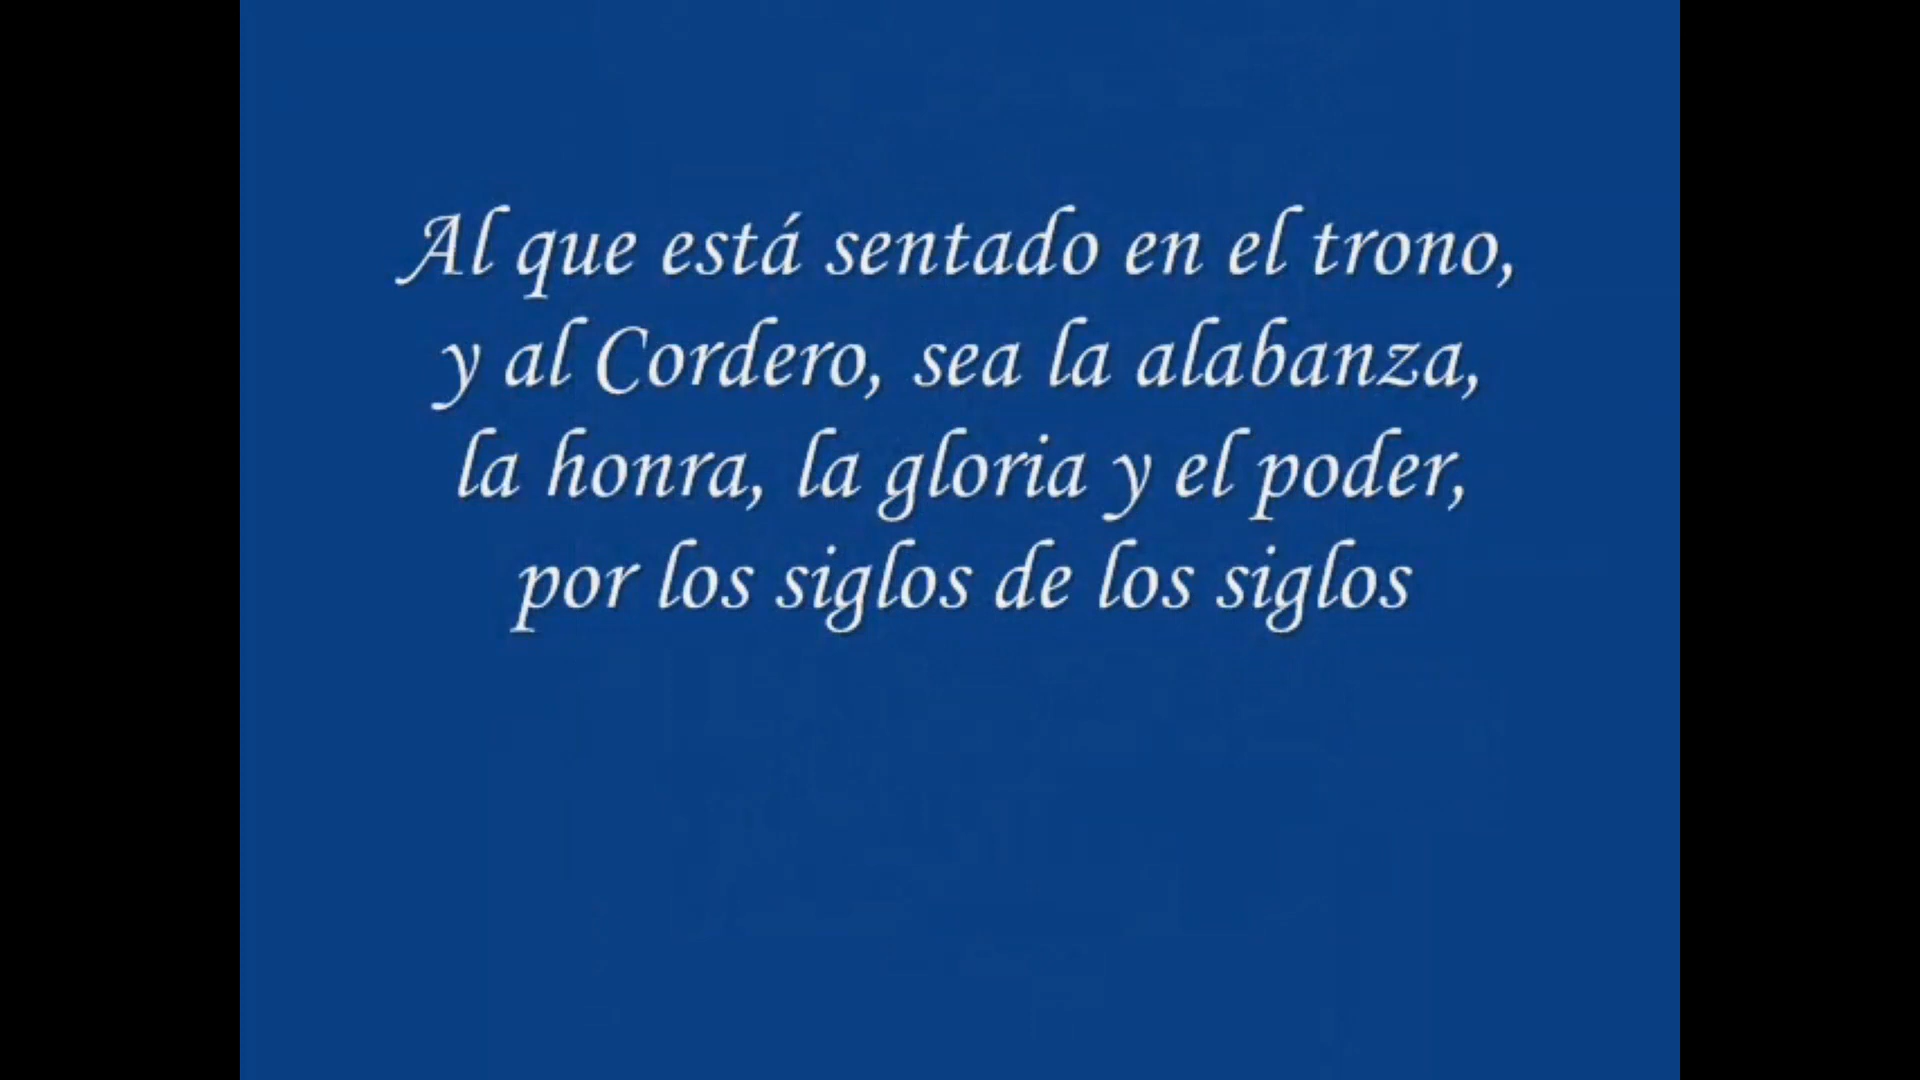 Al que está sentado en el trono,
y al Cordero, sea la alabanza,
la honra, la gloria y el poder,
por los siglos de los siglos